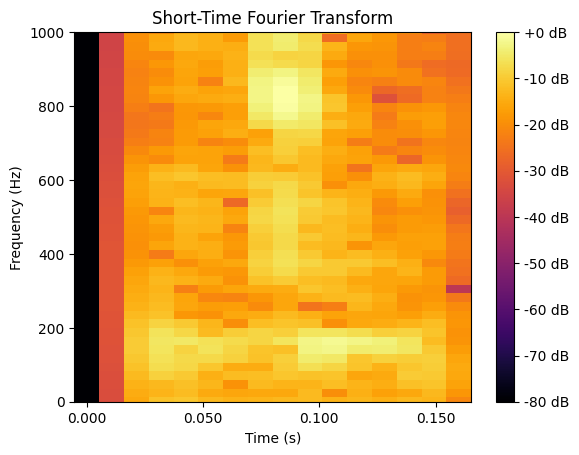 Short-Time Fourier Transform
1000
800
600
400
200
0
Frequency (Hz)
0.000
0.050
0.100
0.150
Time (s)
+0 dB
-10 dB
-20 dB
-30 dB
-40 dB
-50 dB
-60 dB
-70 dB
-80 dB